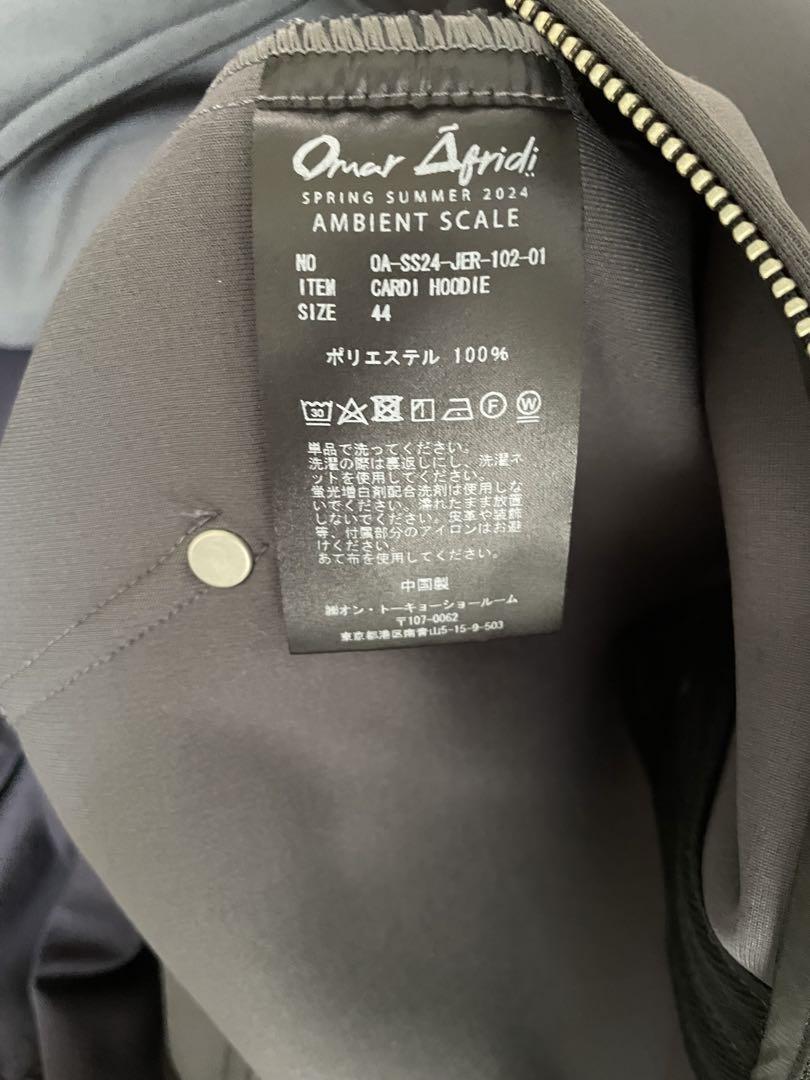 Omar Āfridi
SPRING SUMMER 2024
AMBIENT SCALE
NO OA-SS24-JER-102-01
ITEM CARDI HOODIE
SIZE 44
ポリエステル 100%
30 F W
単品で洗ってください。
洗濯の際は裏返しにし、洗濯ネ
ットを使用してください。
蛍光増白剤配合洗剤は使用しな
いでください。濡れたまま放置
しないでください。皮革や装飾
等、付属部分のアイロンはお避
けください。
あて布を使用してください。
中国製
㈱オン・トーキョーショールーム
〒107-0062
東京都港区南青山5-15-9-503